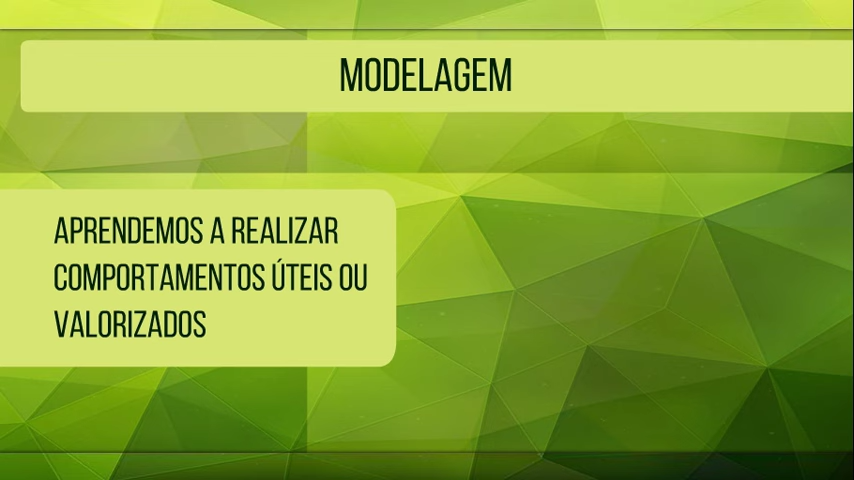 MODELAGEM
APRENDEMOS A REALIZAR
COMPORTAMENTOS ÚTEIS OU
VALORIZADOS